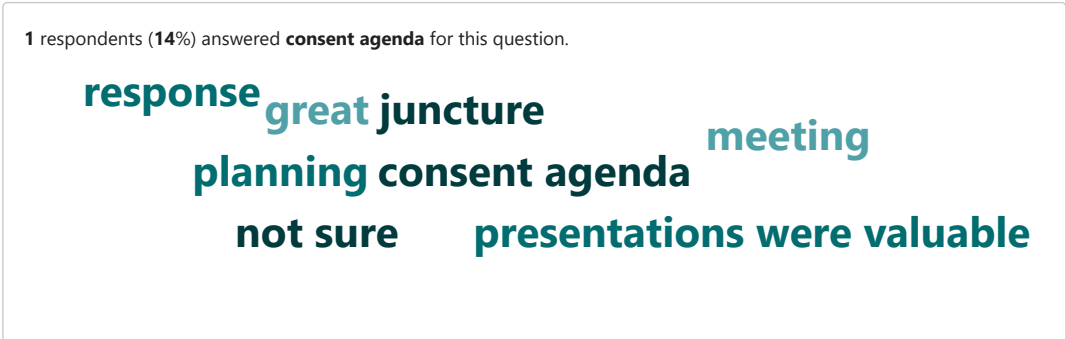 1 respondents (14%) answered consent agenda for this question.
response great juncture
meeting
planning consent agenda
not sure presentations were valuable